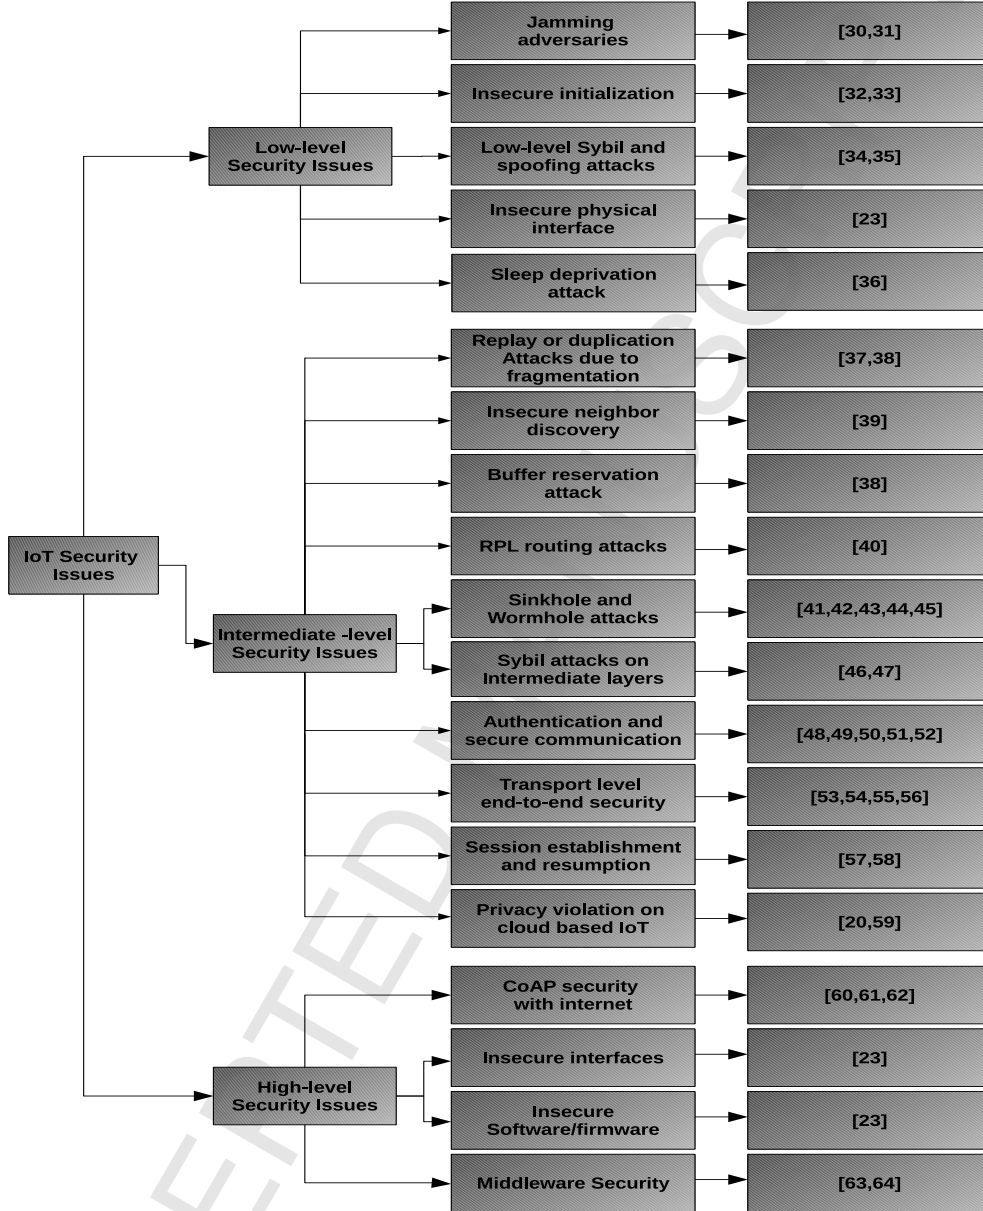 Jamming
adversaries
[30,31]
Insecure initialization
[32,33]
Low-level
Security Issues
Low-level Sybil and
spoofing attacks
[34,35]
Insecure physical
interface
[23]
Sleep deprivation
attack
[36]
Replay or duplication
Attacks due to
fragmentation
[37,38]
Insecure neighbor
discovery
[39]
Buffer reservation
attack
[38]
RPL routing attacks
[40]
IoT Security
Issues
Sinkhole and
Wormhole attacks
[41,42,43,44,45]
Intermediate -level
Security Issues
Sybil attacks on
Intermediate layers
[46,47]
Authentication and
secure communication
[48,49,50,51,52]
Transport level
end-to-end security
[53,54,55,56]
Session establishment
and resumption
[57,58]
Privacy violation on
cloud based IoT
[20,59]
CoAP security
with internet
[60,61,62]
Insecure interfaces
[23]
High-level
Security Issues
Insecure
Software/firmware
[23]
Middleware Security
[63,64]